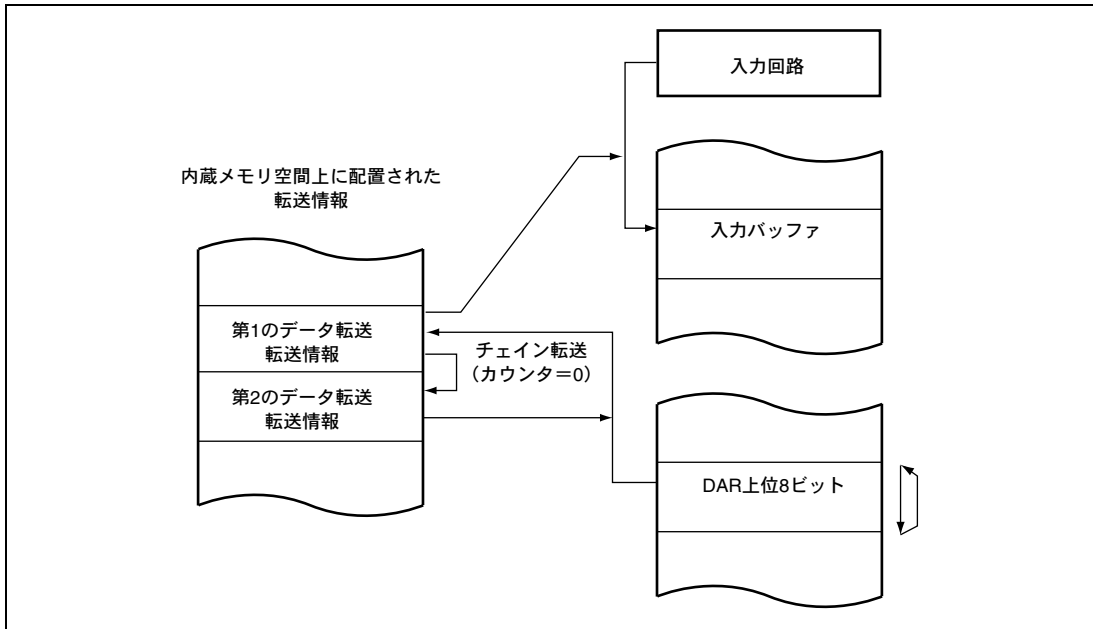 入力回路
内蔵メモリ空間上に配置された
転送情報
入力バッファ
第1のデータ転送
転送情報
チェイン転送
（カウンタ＝0）
第2のデータ転送
転送情報
DAR上位8ビット